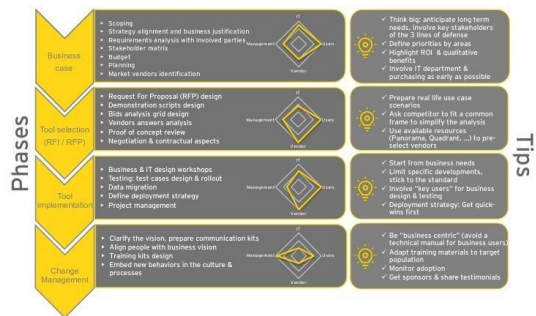 Phases
Business
case
Scoping
Strategy alignment and business justification
Requirements analysis with involved parties
Stakeholder matrix
Budget
Planning
Market vendors identification
IT
Management
Users
Vendor
Think big: anticipate long term
needs, involve key stakeholders
of the 3 lines of defense
Define priorities by areas
Highlight ROI & qualitative
benefits
Involve IT department &
purchasing as early as possible
Tool selection
(RFI / RFP)
Request For Proposal (RFP) design
Demonstration scripts design
Bids analysis grid design
Vendors answers analysis
Proof of concept review
Negotiation & contractual aspects
IT
Management
Users
Vendor
Prepare real life use case
scenarios
Ask competitor to fit a common
frame to simplify the analysis
Use available resources
(Panorama, Quadrant, ...) to pre-
select vendors
Tool
implementation
Business & IT design workshops
Testing: test cases design & rollout
Data migration
Define deployment strategy
Project management
IT
Management
Users
Vendor
Start from business needs
Limit specific developments,
stick to the standard
Involve "key users" for business
design & testing
Deployment strategy: Get quick-
wins first
Change
Management
Clarify the vision, prepare communication kits
Align people with business vision
Training kits design
Embed new behaviors in the culture &
processes
IT
Management
Users
Vendor
Be "business centric" (avoid a
technical manual for business users)
Adapt training materials to target
population
Monitor adoption
Get sponsors & share testimonials
Tips